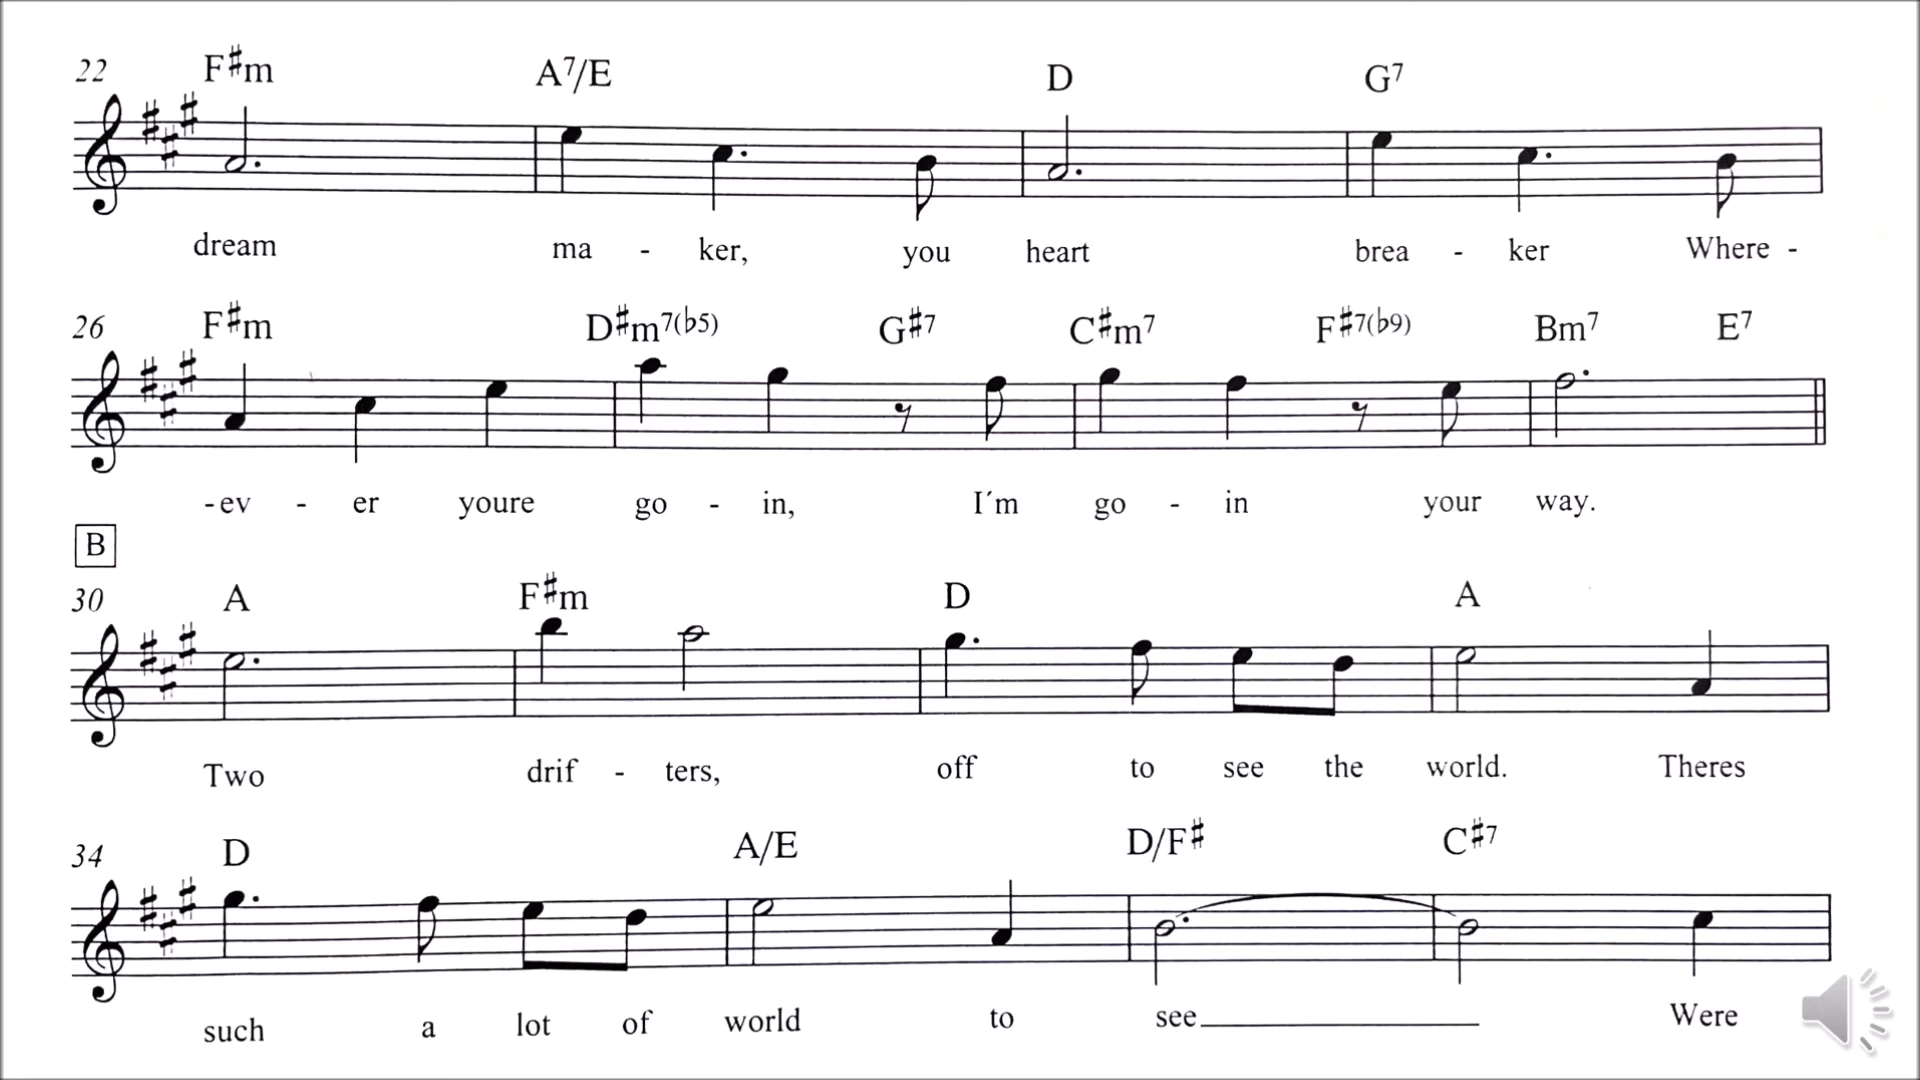 22 F♯m A7/E D G7
dream ma - ker, you heart brea - ker Where -
26 F♯m D♯m7(♭5) G♯7 C♯m7 F♯7(♭9) Bm7 E7
-ev - er youre go - in, I´m go - in your way.
B
30 A F♯m D A
Two drif - ters, off to see the world. Theres
34 D A/E D/F♯ C♯7
such a lot of world to see___ Were